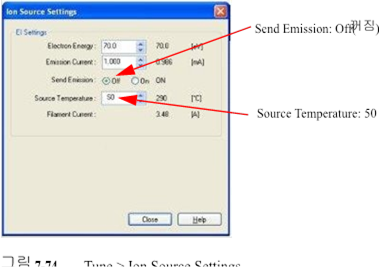 Ion Source Settings
EI Settings
Electron Energy : 70.0 70.0 [eV]
Send Emission: Off(꺼짐)
Emission Current : 1.000 0.986 [mA]
Send Emission : Off On ON
Source Temperature : 50 290 [°C]
Source Temperature: 50
Filament Current : 3.48 [A]
Close Help
그림 7.74 Tune > Ion Source Settings